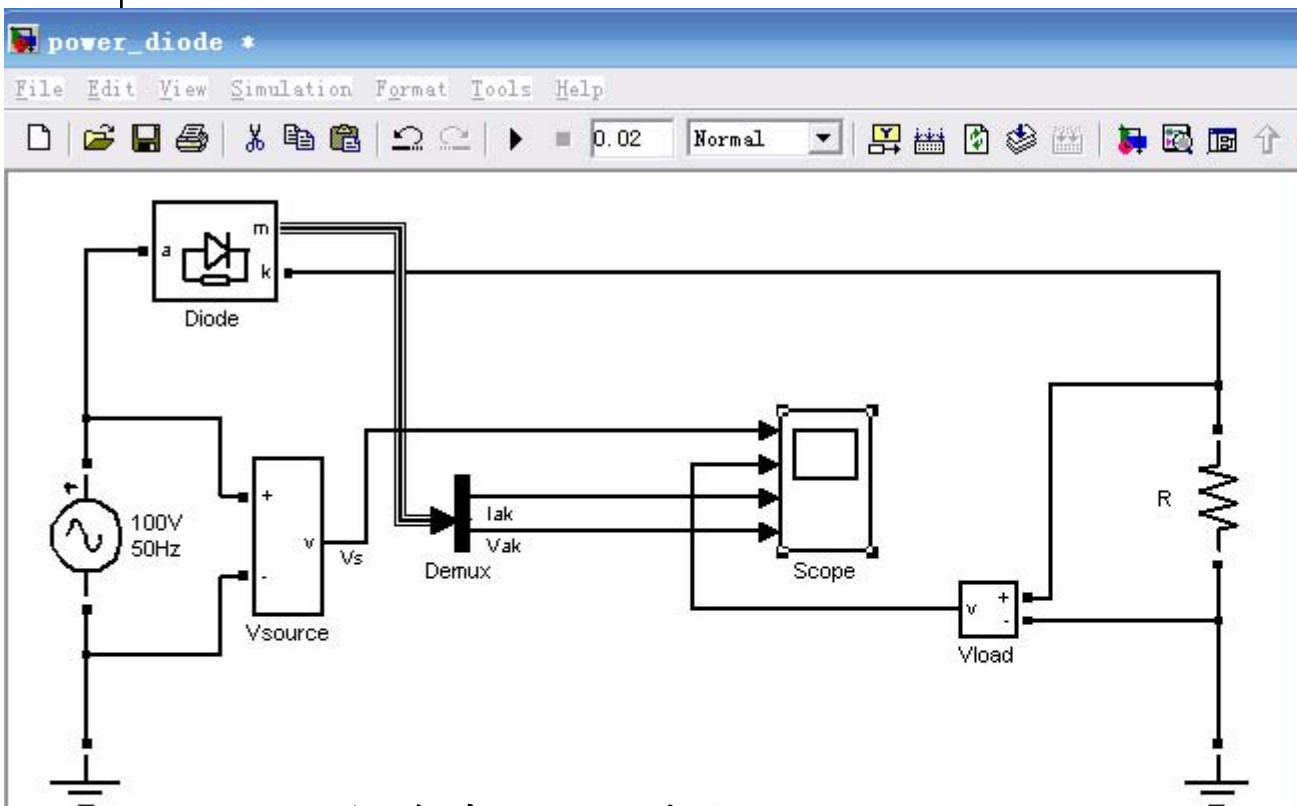 power_diode *
File Edit View Simulation Format Tools Help
0.02 Normal
m
a
k
Diode
100V
50Hz
+
v
-
Vs
Vsource
Iak
Vak
Demux
Scope
R
v
+
-
Vload